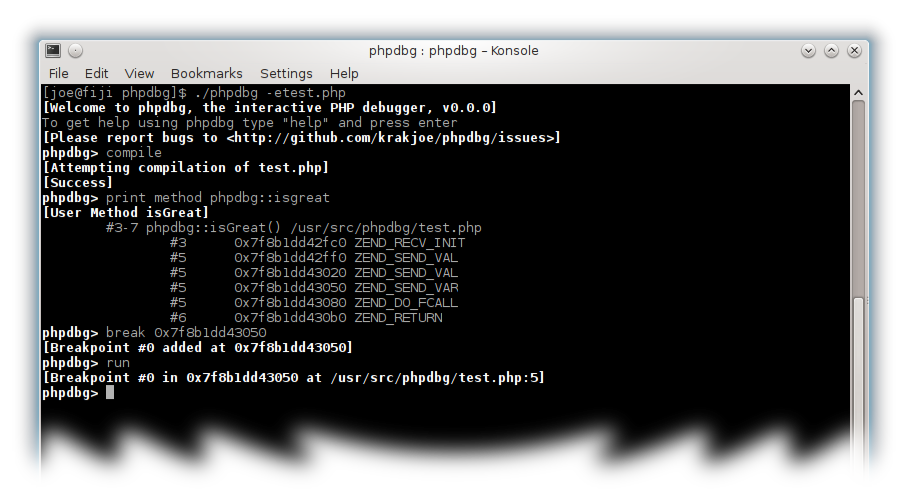 phpdbg : phpdbg – Konsole
File Edit View Bookmarks Settings Help
[joe@fiji phpdbg]$ ./phpdbg -etest.php
[Welcome to phpdbg, the interactive PHP debugger, v0.0.0]
To get help using phpdbg type "help" and press enter
[Please report bugs to <http://github.com/krakjoe/phpdbg/issues>]
phpdbg> compile
[Attempting compilation of test.php]
[Success]
phpdbg> print method phpdbg::isgreat
[User Method isGreat]
#3-7 phpdbg::isGreat() /usr/src/phpdbg/test.php
#3 0x7f8b1dd42fc0 ZEND_RECV_INIT
#5 0x7f8b1dd42ff0 ZEND_SEND_VAL
#5 0x7f8b1dd43020 ZEND_SEND_VAL
#5 0x7f8b1dd43050 ZEND_SEND_VAR
#5 0x7f8b1dd43080 ZEND_DO_FCALL
#6 0x7f8b1dd430b0 ZEND_RETURN
phpdbg> break 0x7f8b1dd43050
[Breakpoint #0 added at 0x7f8b1dd43050]
phpdbg> run
[Breakpoint #0 in 0x7f8b1dd43050 at /usr/src/phpdbg/test.php:5]
phpdbg>